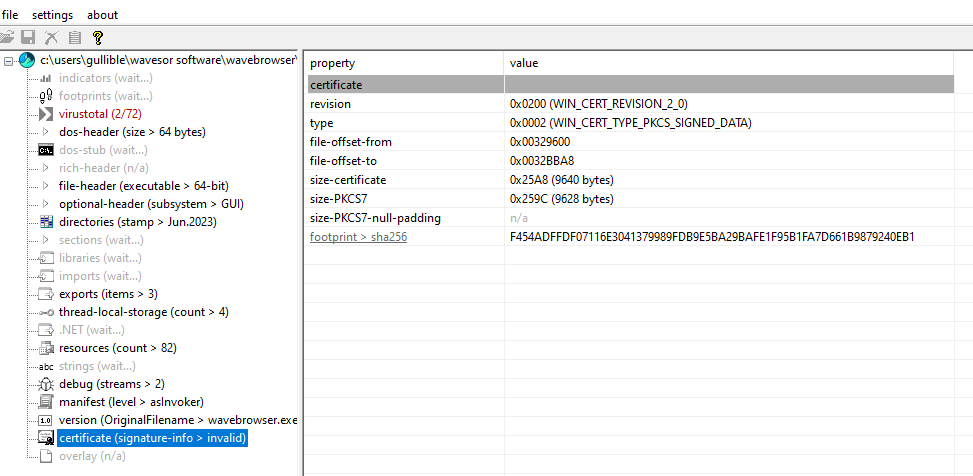 file settings about
c:\users\gullible\wavesor software\wavebrowser\
indicators (wait...)
footprints (wait...)
virustotal (2/72)
dos-header (size > 64 bytes)
dos-stub (wait...)
rich-header (n/a)
file-header (executable > 64-bit)
optional-header (subsystem > GUI)
directories (stamp > Jun.2023)
sections (wait...)
libraries (wait...)
imports (wait...)
exports (items > 3)
thread-local-storage (count > 4)
.NET (wait...)
resources (count > 82)
abc strings (wait...)
debug (streams > 2)
manifest (level > asInvoker)
1.0 version (OriginalFilename > wavebrowser.exe
certificate (signature-info > invalid)
overlay (n/a)
property value
certificate
revision 0x0200 (WIN_CERT_REVISION_2_0)
type 0x0002 (WIN_CERT_TYPE_PKCS_SIGNED_DATA)
file-offset-from 0x00329600
file-offset-to 0x0032BBA8
size-certificate 0x25A8 (9640 bytes)
size-PKCS7 0x259C (9628 bytes)
size-PKCS7-null-padding n/a
footprint > sha256 F454ADFFDF07116E3041379989FDB9E5BA29BAFE1F95B1FA7D661B9879240EB1